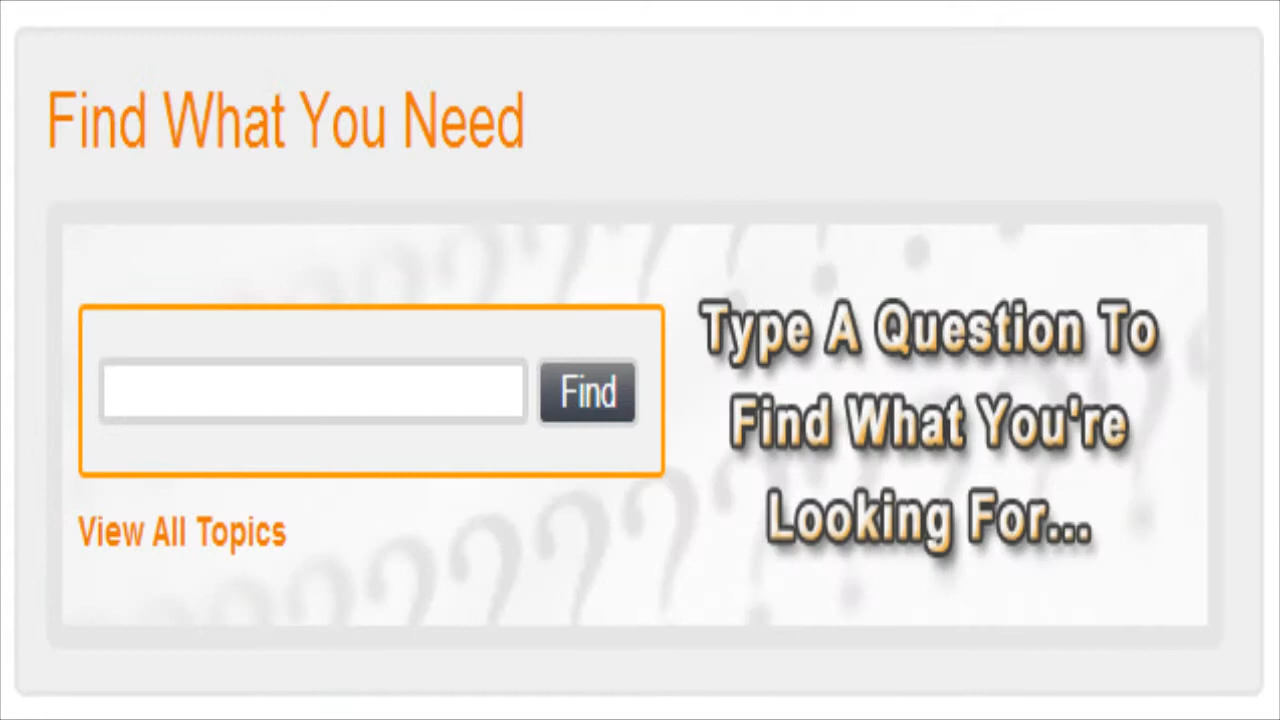 Find What You Need
Find
View All Topics
Type A Question To
Find What You're
Looking For...